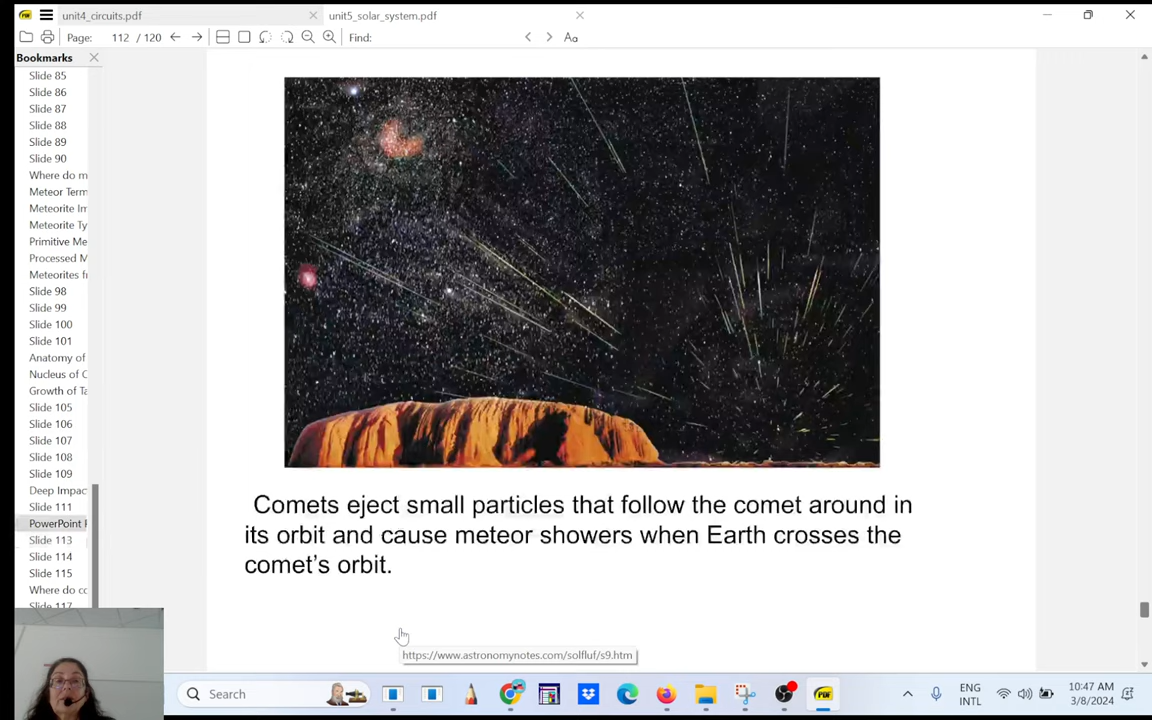 unit4_circuits.pdf
unit5_solar_system.pdf
Page: 112 / 120
Find:
Aa
Bookmarks
Slide 85
Slide 86
Slide 87
Slide 88
Slide 89
Slide 90
Where do m
Meteor Term
Meteorite Im
Meteorite Ty
Primitive Me
Processed M
Meteorites f
Slide 98
Slide 99
Slide 100
Slide 101
Anatomy of
Nucleus of C
Growth of Ta
Slide 105
Slide 106
Slide 107
Slide 108
Slide 109
Deep Impac
Slide 111
PowerPoint
Slide 113
Slide 114
Slide 115
Where do co
Slide 117
Comets eject small particles that follow the comet around in
its orbit and cause meteor showers when Earth crosses the
comet's orbit.
https://www.astronomynotes.com/solfluf/s9.htm
Search
PDF
ENG
INTL
10:47 AM
3/8/2024